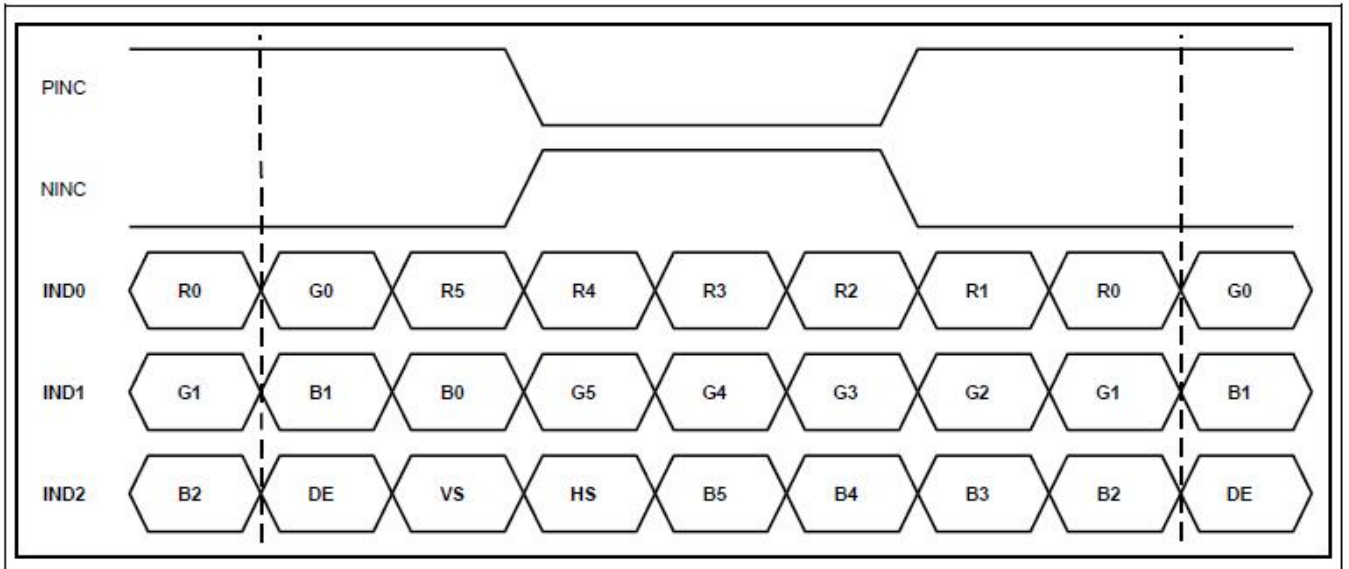 PINC
NINC
IND0 R0 G0 R5 R4 R3 R2 R1 R0 G0
IND1 G1 B1 B0 G5 G4 G3 G2 G1 B1
IND2 B2 DE VS HS B5 B4 B3 B2 DE